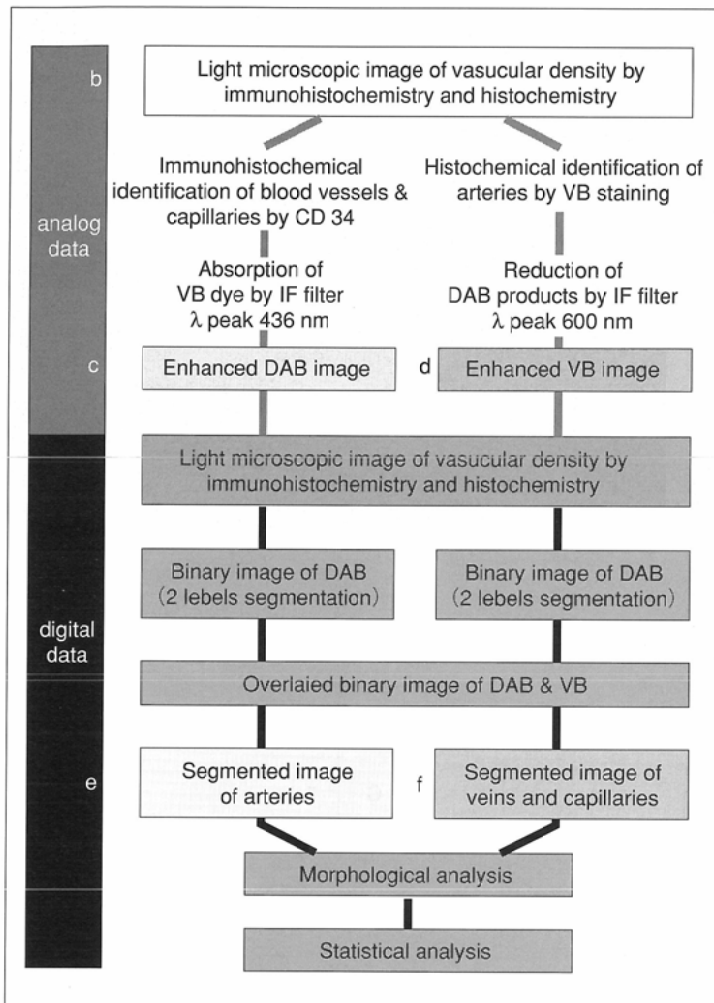 b
Light microscopic image of vasucular density by
immunohistochemistry and histochemistry
Immunohistochemical
identification of blood vessels &
capillaries by CD 34
Histochemical identification of
arteries by VB staining
analog
data
Absorption of
VB dye by IF filter
λ peak 436 nm
Reduction of
DAB products by IF filter
λ peak 600 nm
c
Enhanced DAB image
d
Enhanced VB image
Light microscopic image of vasucular density by
immunohistochemistry and histochemistry
Binary image of DAB
(2 lebels segmentation)
Binary image of DAB
(2 lebels segmentation)
digital
data
Overlaied binary image of DAB & VB
e
Segmented image
of arteries
f
Segmented image of
veins and capillaries
Morphological analysis
Statistical analysis